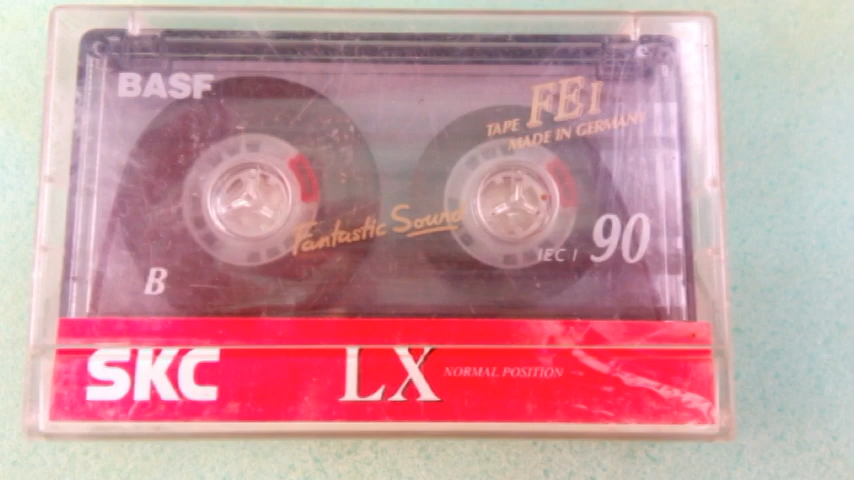 BASF
TAPE FE I
MADE IN GERMANY
Fantastic Sound
B
IEC I 90
SKC LX NORMAL POSITION